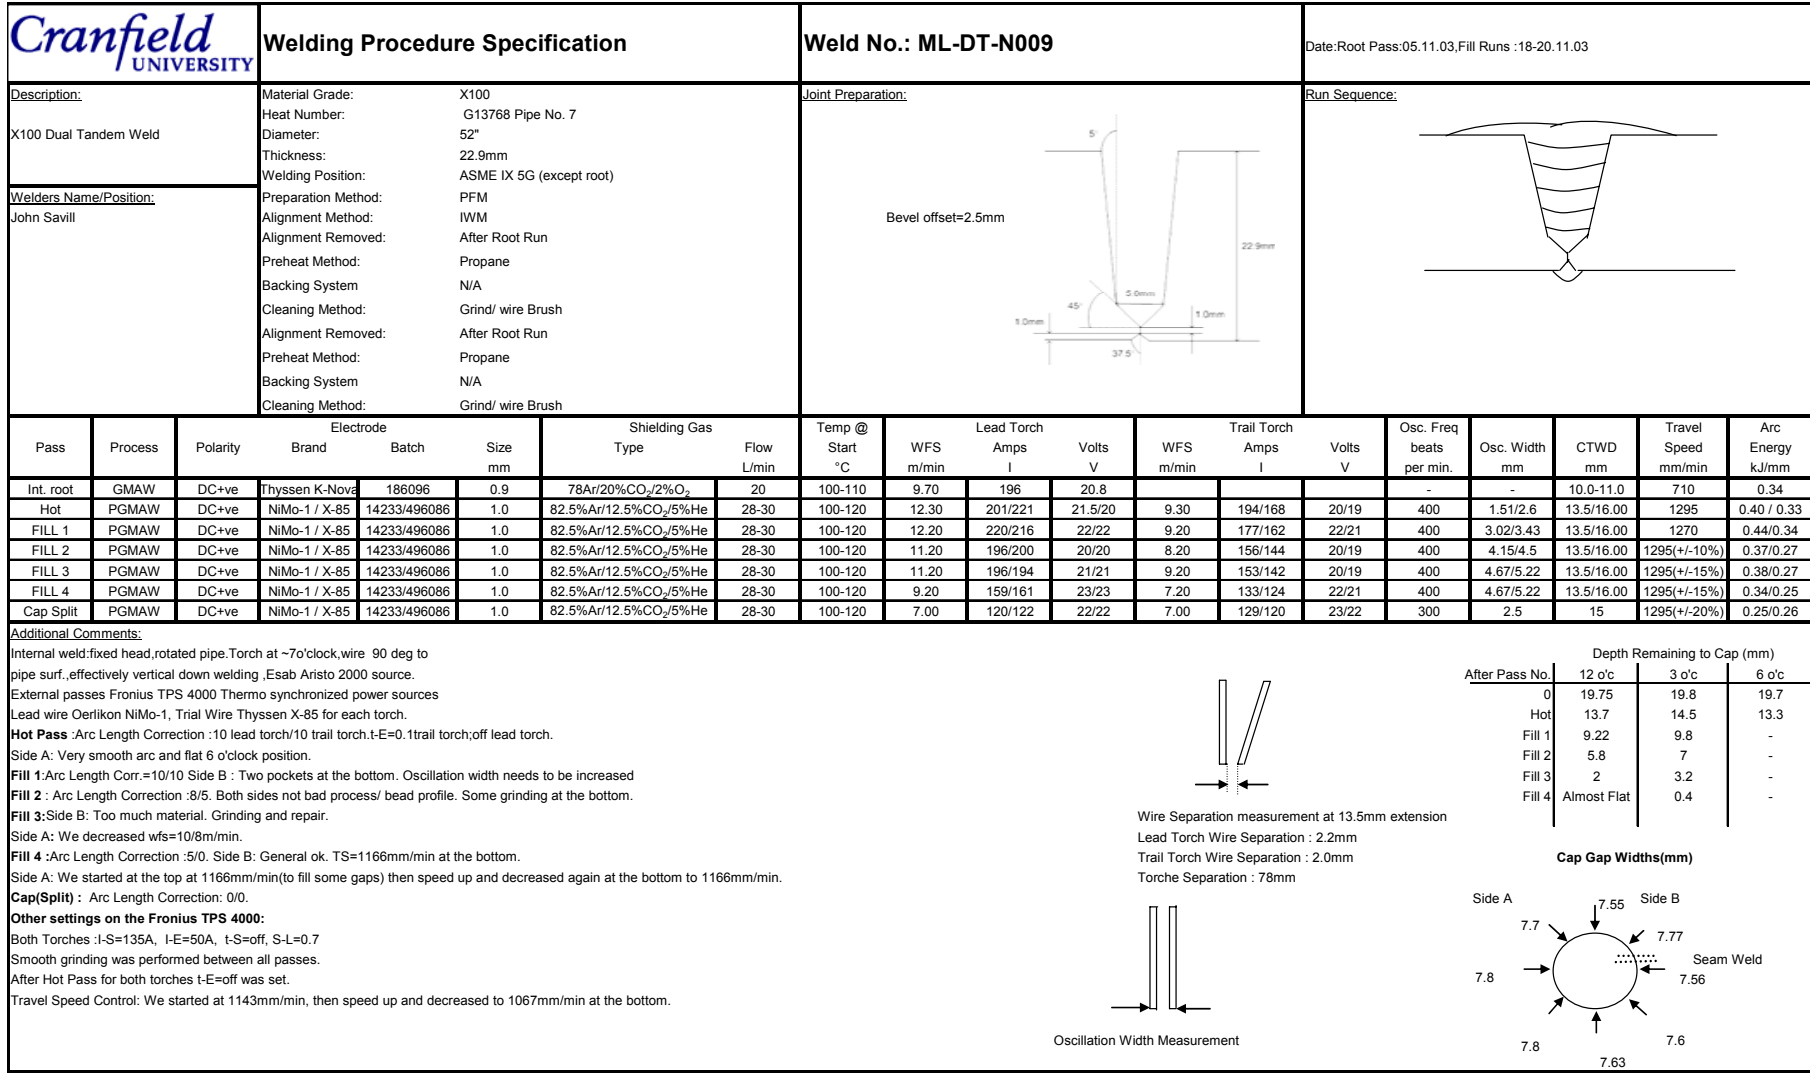 Cranfield UNIVERSITY
Welding Procedure Specification
Weld No.: ML-DT-N009
Date:Root Pass:05.11.03,Fill Runs :18-20.11.03
Description:
X100 Dual Tandem Weld
Welders Name/Position:
John Savill
Material Grade: X100
Heat Number: G13768 Pipe No. 7
Diameter: 52"
Thickness: 22.9mm
Welding Position: ASME IX 5G (except root)
Preparation Method: PFM
Alignment Method: IWM
Alignment Removed: After Root Run
Preheat Method: Propane
Backing System N/A
Cleaning Method: Grind/ wire Brush
Alignment Removed: After Root Run
Preheat Method: Propane
Backing System N/A
Cleaning Method: Grind/ wire Brush
Joint Preparation:
Bevel offset=2.5mm
5°
22.9mm
5.0mm
45°
1.0mm
1.0mm
37.5°
Run Sequence:
Electrode Shielding Gas Temp @ Lead Torch Trail Torch Osc. Freq Travel Arc
Pass Process Polarity Brand Batch Size Type Flow Start WFS Amps Volts WFS Amps Volts beats Osc. Width CTWD Speed Energy
mm L/min °C m/min I V m/min I V per min. mm mm mm/min kJ/mm
Int. root GMAW DC+ve Thyssen K-Nova 186096 0.9 78Ar/20%CO2/2%O2 20 100-110 9.70 196 20.8 - - 10.0-11.0 710 0.34
Hot PGMAW DC+ve NiMo-1 / X-85 14233/496086 1.0 82.5%Ar/12.5%CO2/5%He 28-30 100-120 12.30 201/221 21.5/20 9.30 194/168 20/19 400 1.51/2.6 13.5/16.00 1295 0.40 / 0.33
FILL 1 PGMAW DC+ve NiMo-1 / X-85 14233/496086 1.0 82.5%Ar/12.5%CO2/5%He 28-30 100-120 12.20 220/216 22/22 9.20 177/162 22/21 400 3.02/3.43 13.5/16.00 1270 0.44/0.34
FILL 2 PGMAW DC+ve NiMo-1 / X-85 14233/496086 1.0 82.5%Ar/12.5%CO2/5%He 28-30 100-120 11.20 196/200 20/20 8.20 156/144 20/19 400 4.15/4.5 13.5/16.00 1295(+/-10%) 0.37/0.27
FILL 3 PGMAW DC+ve NiMo-1 / X-85 14233/496086 1.0 82.5%Ar/12.5%CO2/5%He 28-30 100-120 11.20 196/194 21/21 9.20 153/142 20/19 400 4.67/5.22 13.5/16.00 1295(+/-15%) 0.38/0.27
FILL 4 PGMAW DC+ve NiMo-1 / X-85 14233/496086 1.0 82.5%Ar/12.5%CO2/5%He 28-30 100-120 9.20 159/161 23/23 7.20 133/124 22/21 400 4.67/5.22 13.5/16.00 1295(+/-15%) 0.34/0.25
Cap Split PGMAW DC+ve NiMo-1 / X-85 14233/496086 1.0 82.5%Ar/12.5%CO2/5%He 28-30 100-120 7.00 120/122 22/22 7.00 129/120 23/22 300 2.5 15 1295(+/-20%) 0.25/0.26
Additional Comments:
Internal weld:fixed head,rotated pipe.Torch at ~7o'clock,wire 90 deg to
pipe surf.,effectively vertical down welding ,Esab Aristo 2000 source.
External passes Fronius TPS 4000 Thermo synchronized power sources
Lead wire Oerlikon NiMo-1, Trial Wire Thyssen X-85 for each torch.
Hot Pass :Arc Length Correction :10 lead torch/10 trail torch.t-E=0.1trail torch;off lead torch.
Side A: Very smooth arc and flat 6 o'clock position.
Fill 1:Arc Length Corr.=10/10 Side B : Two pockets at the bottom. Oscillation width needs to be increased
Fill 2 : Arc Length Correction :8/5. Both sides not bad process/ bead profile. Some grinding at the bottom.
Fill 3:Side B: Too much material. Grinding and repair.
Side A: We decreased wfs=10/8m/min.
Fill 4 :Arc Length Correction :5/0. Side B: General ok. TS=1166mm/min at the bottom.
Side A: We started at the top at 1166mm/min(to fill some gaps) then speed up and decreased again at the bottom to 1166mm/min.
Cap(Split) : Arc Length Correction: 0/0.
Other settings on the Fronius TPS 4000:
Both Torches :I-S=135A, I-E=50A, t-S=off, S-L=0.7
Smooth grinding was performed between all passes.
After Hot Pass for both torches t-E=off was set.
Travel Speed Control: We started at 1143mm/min, then speed up and decreased to 1067mm/min at the bottom.
Wire Separation measurement at 13.5mm extension
Lead Torch Wire Separation : 2.2mm
Trail Torch Wire Separation : 2.0mm
Torche Separation : 78mm
Oscillation Width Measurement
Depth Remaining to Cap (mm)
After Pass No. 12 o'c 3 o'c 6 o'c
0 19.75 19.8 19.7
Hot 13.7 14.5 13.3
Fill 1 9.22 9.8 -
Fill 2 5.8 7 -
Fill 3 2 3.2 -
Fill 4 Almost Flat 0.4 -
Cap Gap Widths(mm)
Side A 7.55 Side B
7.7 7.77
Seam Weld
7.8 7.56
7.8 7.6
7.63